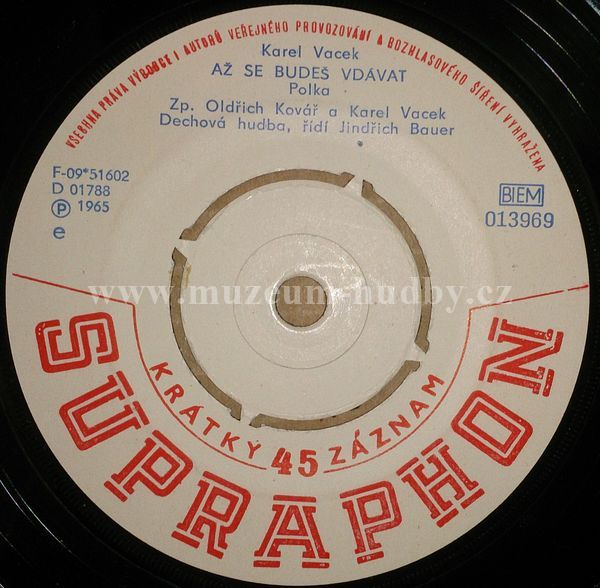 VŠECHNA PRÁVA VÝROBCE I AUTORŮ VEŘEJNÉHO PROVOZOVÁNÍ A ROZHLASOVÉHO ŠÍŘENÍ VYHRAŽENA
Karel Vacek
AŽ SE BUDEŠ VDÁVAT
Polka
Zp. Oldřich Kovář a Karel Vacek
Dechová hudba, řídí Jindřich Bauer
F-09*51602
D 01788
Ⓟ 1965
e
BIEM
013969
www.muzeum-hudby.cz
KRÁTKÝ 45 ZÁZNAM
SUPRAPHON